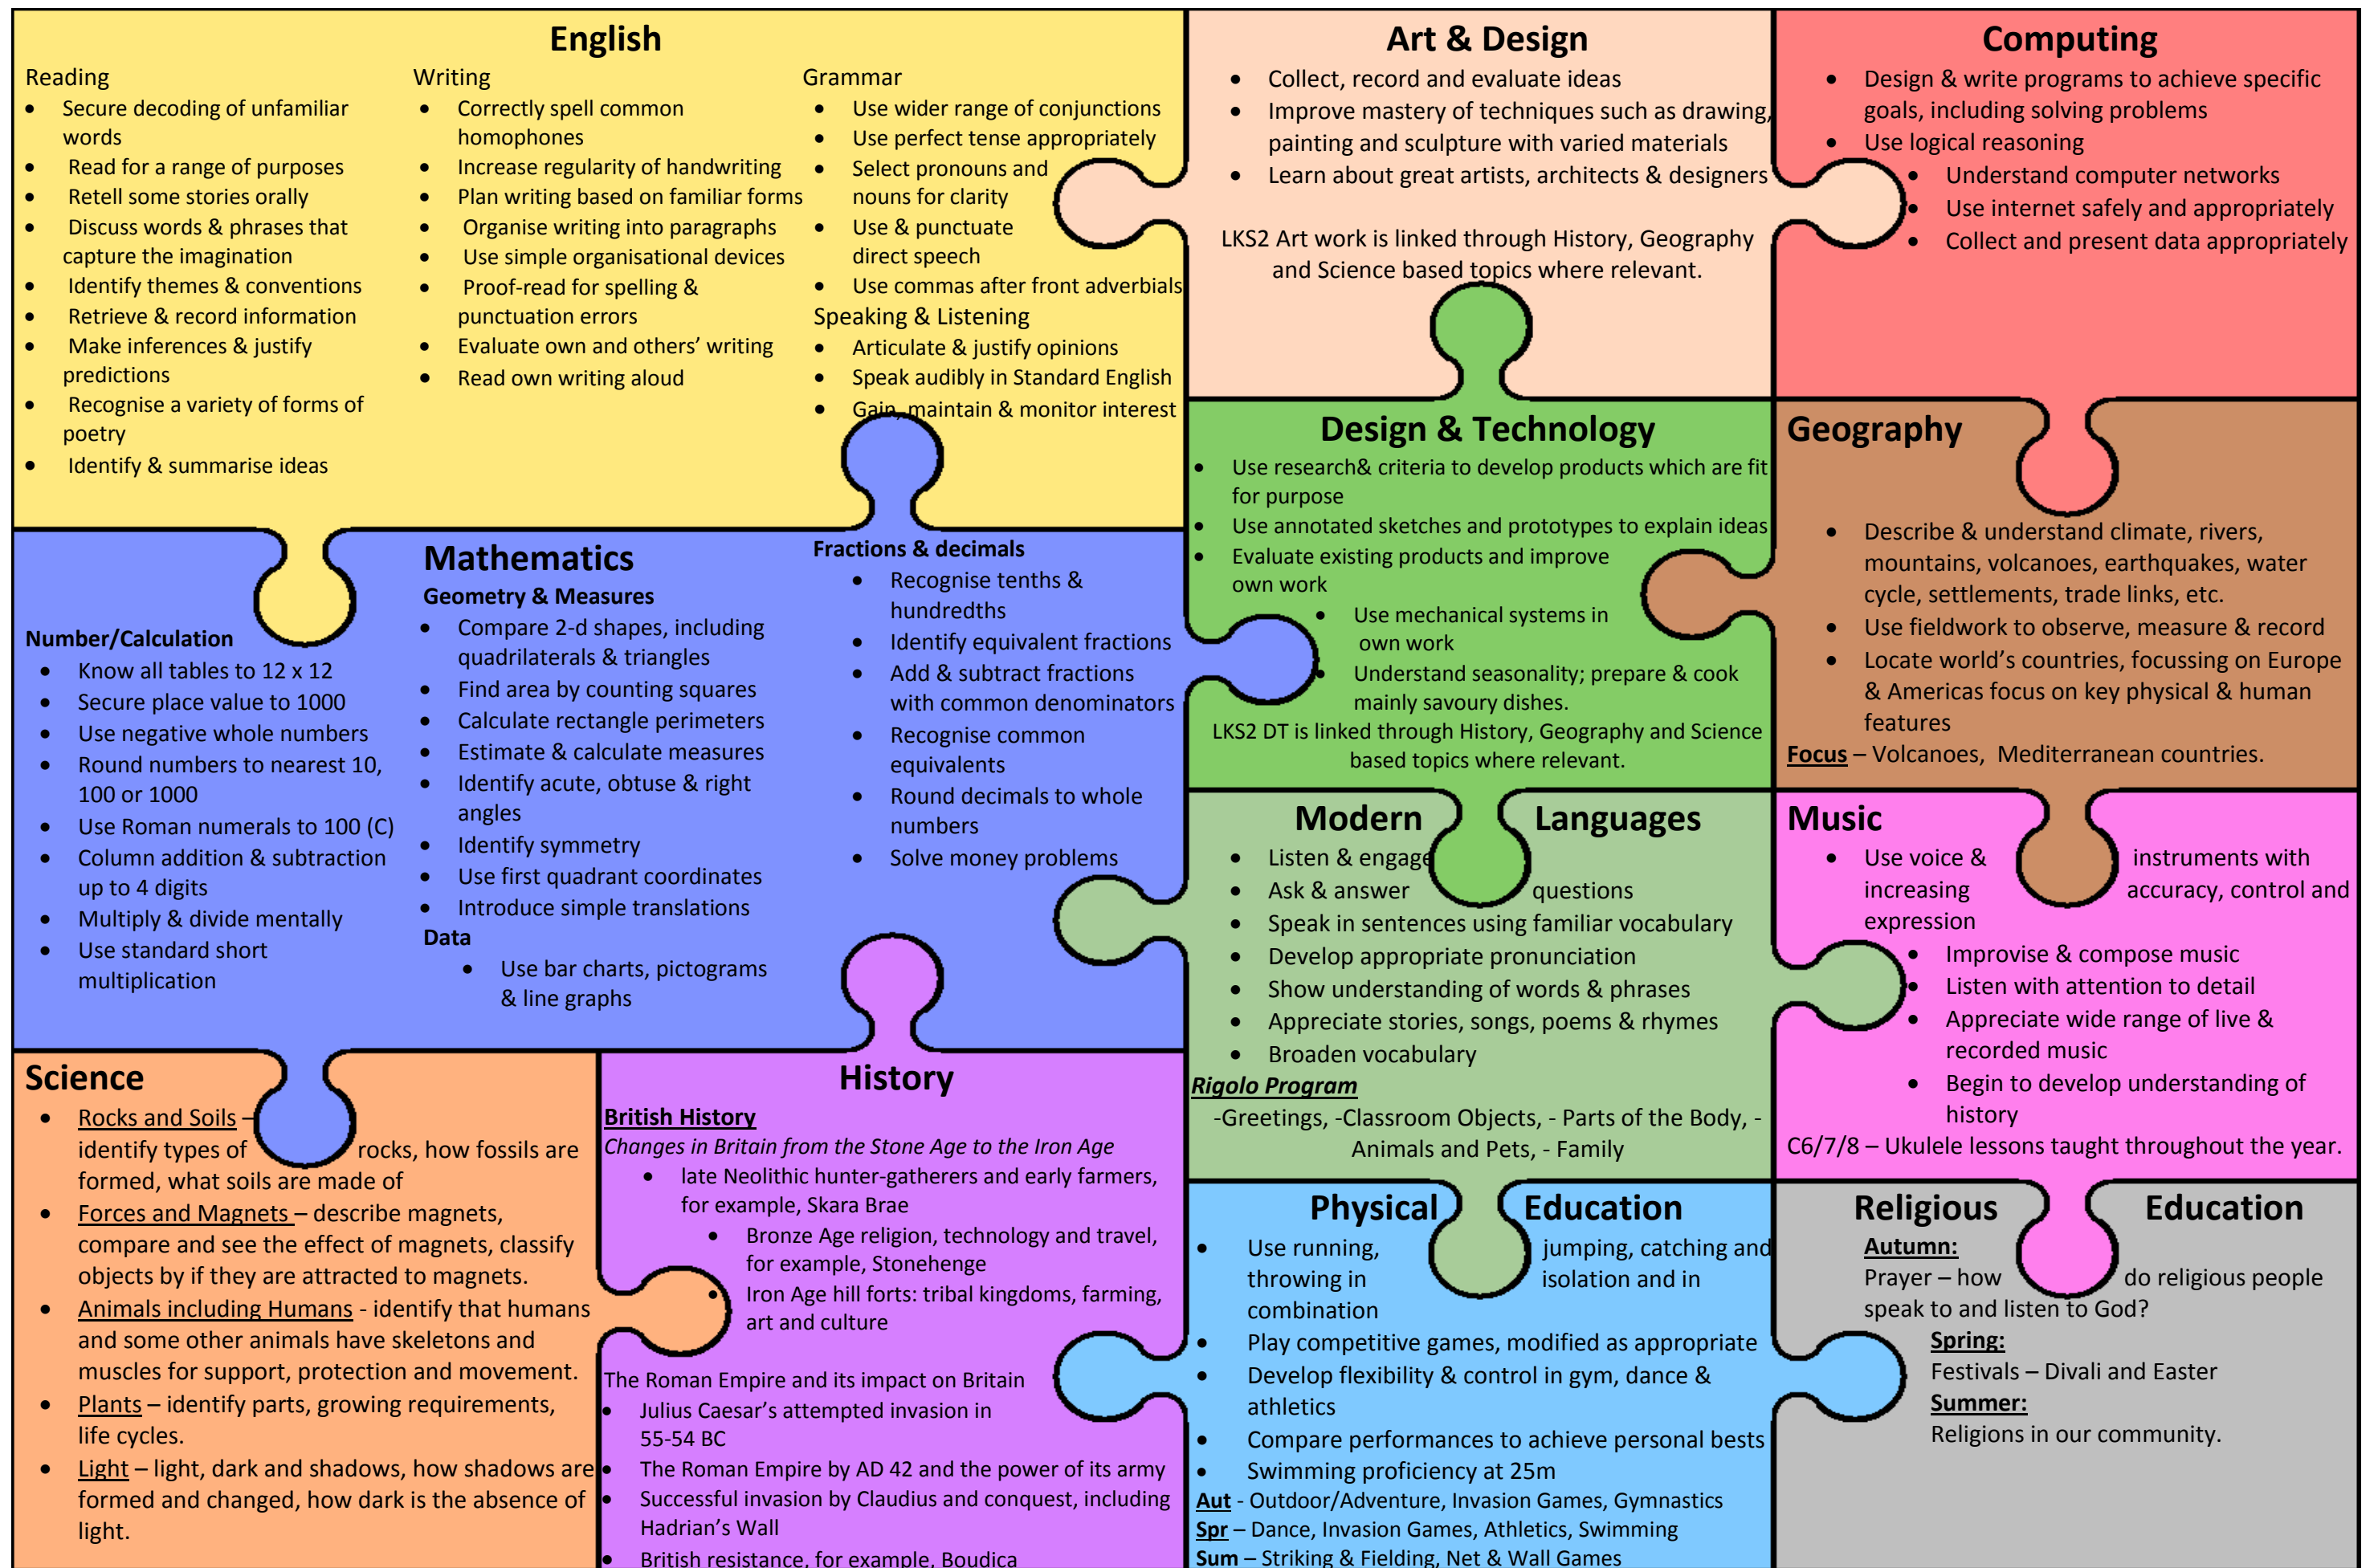 English
Reading
• Secure decoding of unfamiliar
words
• Read for a range of purposes
• Retell some stories orally
• Discuss words & phrases that
capture the imagination
• Identify themes & conventions
• Retrieve & record information
• Make inferences & justify
predictions
• Recognise a variety of forms of
poetry
• Identify & summarise ideas
Writing
• Correctly spell common
homophones
• Increase regularity of handwriting
• Plan writing based on familiar forms
• Organise writing into paragraphs
• Use simple organisational devices
• Proof-read for spelling &
punctuation errors
• Evaluate own and others’ writing
• Read own writing aloud
Grammar
• Use wider range of conjunctions
• Use perfect tense appropriately
• Select pronouns and
nouns for clarity
• Use & punctuate
direct speech
• Use commas after front adverbials
Speaking & Listening
• Articulate & justify opinions
• Speak audibly in Standard English
• Gain, maintain & monitor interest
Art & Design
• Collect, record and evaluate ideas
• Improve mastery of techniques such as drawing,
painting and sculpture with varied materials
• Learn about great artists, architects & designers
LKS2 Art work is linked through History, Geography
and Science based topics where relevant.
Computing
• Design & write programs to achieve specific
goals, including solving problems
• Use logical reasoning
• Understand computer networks
• Use internet safely and appropriately
• Collect and present data appropriately
Mathematics
Number/Calculation
• Know all tables to 12 x 12
• Secure place value to 1000
• Use negative whole numbers
• Round numbers to nearest 10,
100 or 1000
• Use Roman numerals to 100 (C)
• Column addition & subtraction
up to 4 digits
• Multiply & divide mentally
• Use standard short
multiplication
Geometry & Measures
• Compare 2-d shapes, including
quadrilaterals & triangles
• Find area by counting squares
• Calculate rectangle perimeters
• Estimate & calculate measures
• Identify acute, obtuse & right
angles
• Identify symmetry
• Use first quadrant coordinates
• Introduce simple translations
Data
• Use bar charts, pictograms
& line graphs
Fractions & decimals
• Recognise tenths &
hundredths
• Identify equivalent fractions
• Add & subtract fractions
with common denominators
• Recognise common
equivalents
• Round decimals to whole
numbers
• Solve money problems
Design & Technology
• Use research& criteria to develop products which are fit
for purpose
• Use annotated sketches and prototypes to explain ideas
• Evaluate existing products and improve
own work
• Use mechanical systems in
own work
• Understand seasonality; prepare & cook
mainly savoury dishes.
LKS2 DT is linked through History, Geography and Science
based topics where relevant.
Geography
• Describe & understand climate, rivers,
mountains, volcanoes, earthquakes, water
cycle, settlements, trade links, etc.
• Use fieldwork to observe, measure & record
• Locate world’s countries, focussing on Europe
& Americas focus on key physical & human
features
Focus – Volcanoes, Mediterranean countries.
Modern Languages
• Listen & engage
• Ask & answer questions
• Speak in sentences using familiar vocabulary
• Develop appropriate pronunciation
• Show understanding of words & phrases
• Appreciate stories, songs, poems & rhymes
• Broaden vocabulary
Rigolo Program
-Greetings, -Classroom Objects, - Parts of the Body, -
Animals and Pets, - Family
Music
• Use voice & instruments with
increasing accuracy, control and
expression
• Improvise & compose music
• Listen with attention to detail
• Appreciate wide range of live &
recorded music
• Begin to develop understanding of
history
C6/7/8 – Ukulele lessons taught throughout the year.
Science
• Rocks and Soils –
identify types of rocks, how fossils are
formed, what soils are made of
• Forces and Magnets – describe magnets,
compare and see the effect of magnets, classify
objects by if they are attracted to magnets.
• Animals including Humans - identify that humans
and some other animals have skeletons and
muscles for support, protection and movement.
• Plants – identify parts, growing requirements,
life cycles.
• Light – light, dark and shadows, how shadows are
formed and changed, how dark is the absence of
light.
History
British History
Changes in Britain from the Stone Age to the Iron Age
• late Neolithic hunter-gatherers and early farmers,
for example, Skara Brae
• Bronze Age religion, technology and travel,
for example, Stonehenge
• Iron Age hill forts: tribal kingdoms, farming,
art and culture
The Roman Empire and its impact on Britain
• Julius Caesar’s attempted invasion in
55-54 BC
• The Roman Empire by AD 42 and the power of its army
• Successful invasion by Claudius and conquest, including
Hadrian’s Wall
• British resistance, for example, Boudica
Physical Education
• Use running, jumping, catching and
throwing in isolation and in
combination
• Play competitive games, modified as appropriate
• Develop flexibility & control in gym, dance &
athletics
• Compare performances to achieve personal bests
• Swimming proficiency at 25m
Aut - Outdoor/Adventure, Invasion Games, Gymnastics
Spr – Dance, Invasion Games, Athletics, Swimming
Sum – Striking & Fielding, Net & Wall Games
Religious Education
Autumn:
Prayer – how do religious people
speak to and listen to God?
Spring:
Festivals – Divali and Easter
Summer:
Religions in our community.